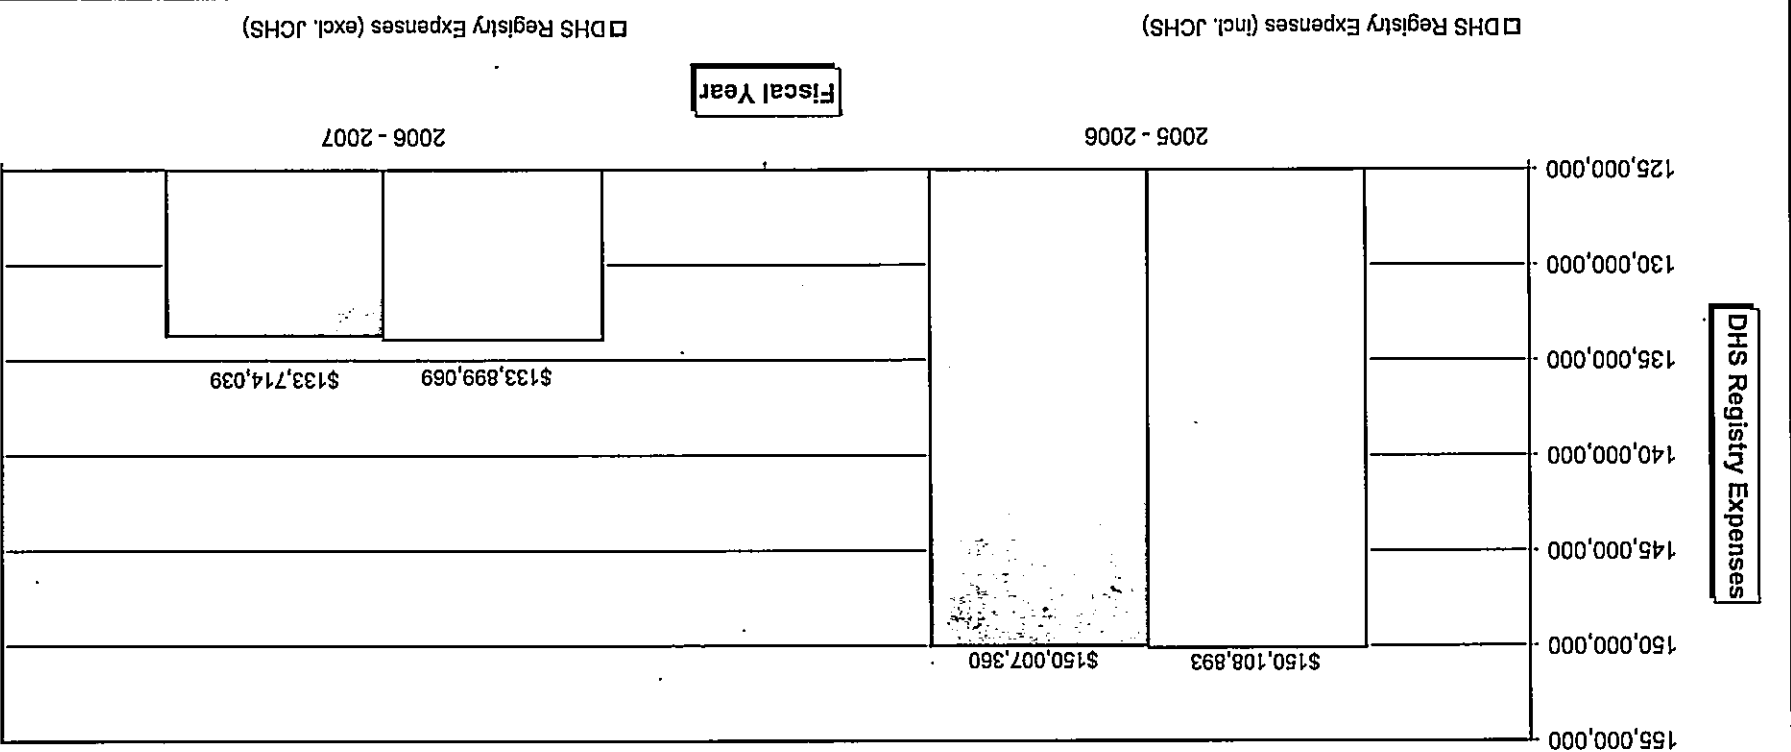 DHS Registry Expenses
155,000,000
150,000,000
145,000,000
140,000,000
135,000,000
130,000,000
125,000,000
$150,108,893
$150,007,360
$133,899,069
$133,714,039
2005 - 2006
2006 - 2007
Fiscal Year
DHS Registry Expenses (incl. JCHS)
DHS Registry Expenses (excl. JCHS)